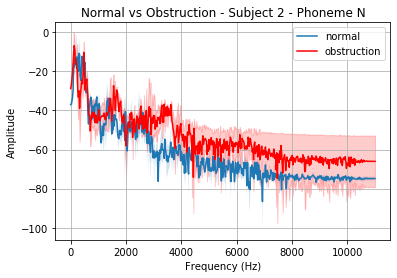 Normal vs Obstruction - Subject 2 - Phoneme N
normal
obstruction
Amplitude
0
−20
−40
−60
−80
−100
0 2000 4000 6000 8000 10000
Frequency (Hz)